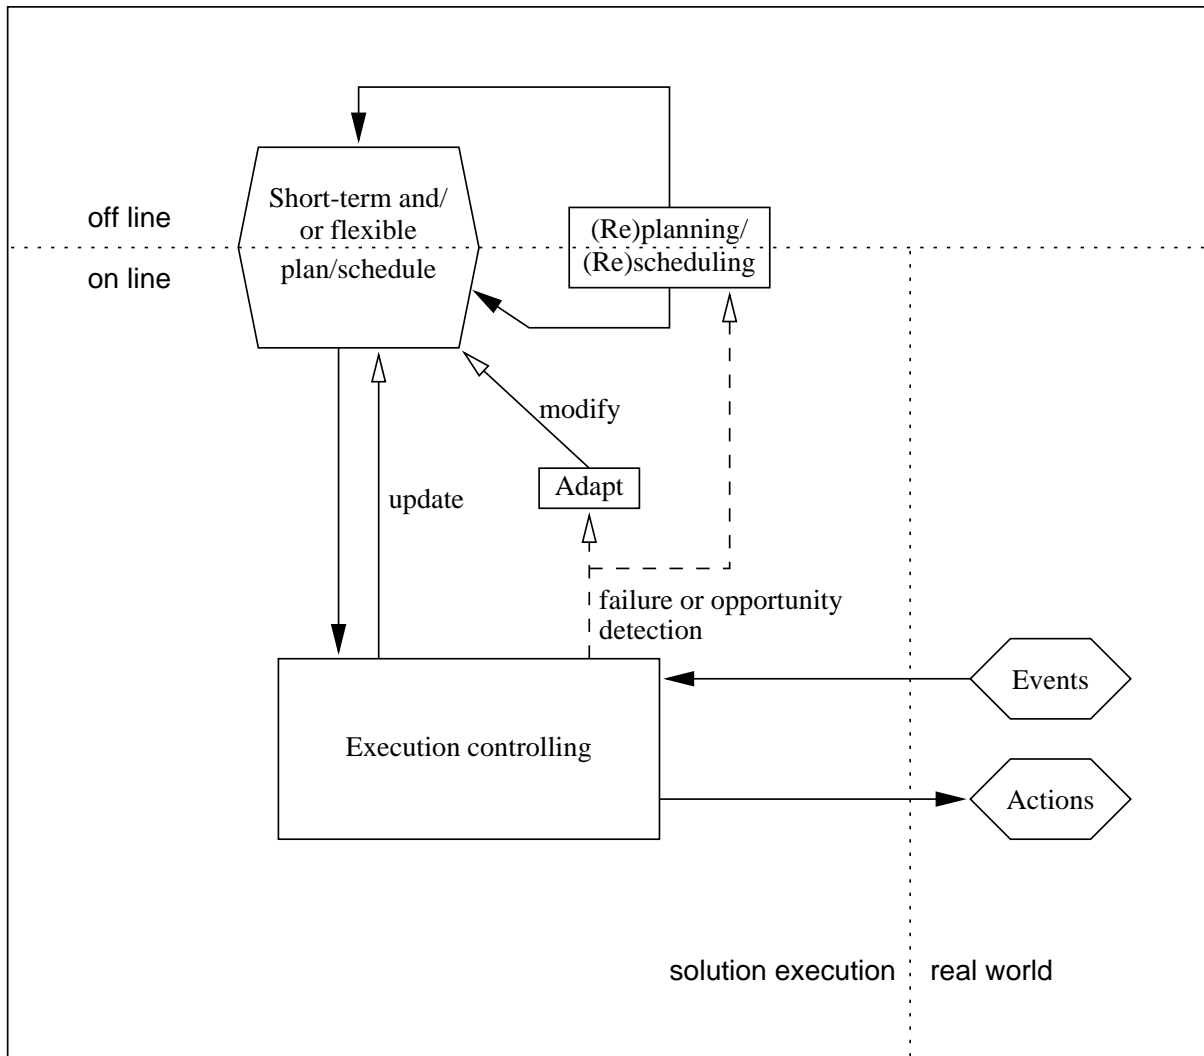 Short-term and/
or flexible
plan/schedule
off line
on line
(Re)planning/
(Re)scheduling
modify
Adapt
update
failure or opportunity
detection
Events
Execution controlling
Actions
solution execution
real world